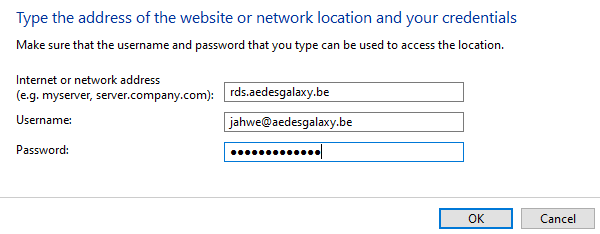 Type the address of the website or network location and your credentials
Make sure that the username and password that you type can be used to access the location.
Internet or network address
(e.g. myserver, server.company.com): rds.aedesgalaxy.be
Username: jahwe@aedesgalaxy.be
Password: ●●●●●●●●●●●●●
OK Cancel